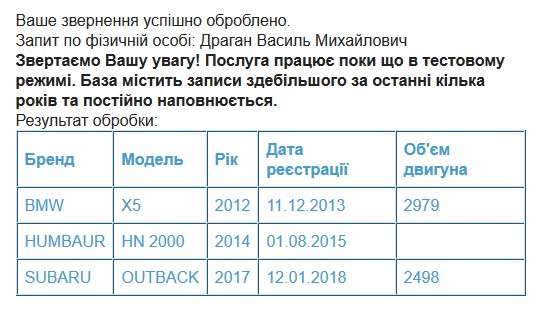 Ваше звернення успішно оброблено.
Запит по фізичній особі: Драган Василь Михайлович
Звертаємо Вашу увагу! Послуга працює поки що в тестовому
режимі. База містить записи здебільшого за останні кілька
років та постійно наповнюється.
Результат обробки:
Бренд Модель Рік Дата реєстрації Об'єм двигуна
BMW X5 2012 11.12.2013 2979
HUMBAUR HN 2000 2014 01.08.2015
SUBARU OUTBACK 2017 12.01.2018 2498